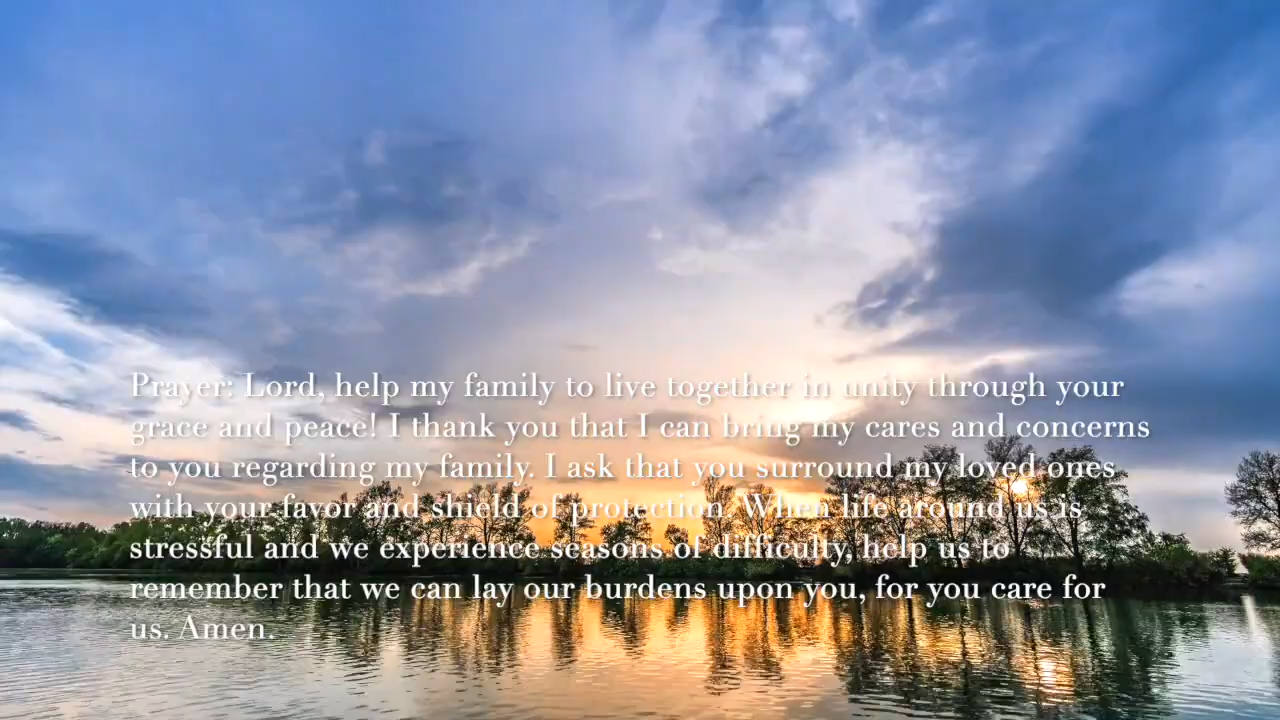 Prayer: Lord, help my family to live together in unity through your
grace and peace! I thank you that I can bring my cares and concerns
to you regarding my family. I ask that you surround my loved ones
with your favor and shield of protection. When life around us is
stressful and we experience seasons of difficulty, help us to
remember that we can lay our burdens upon you, for you care for
us. Amen.